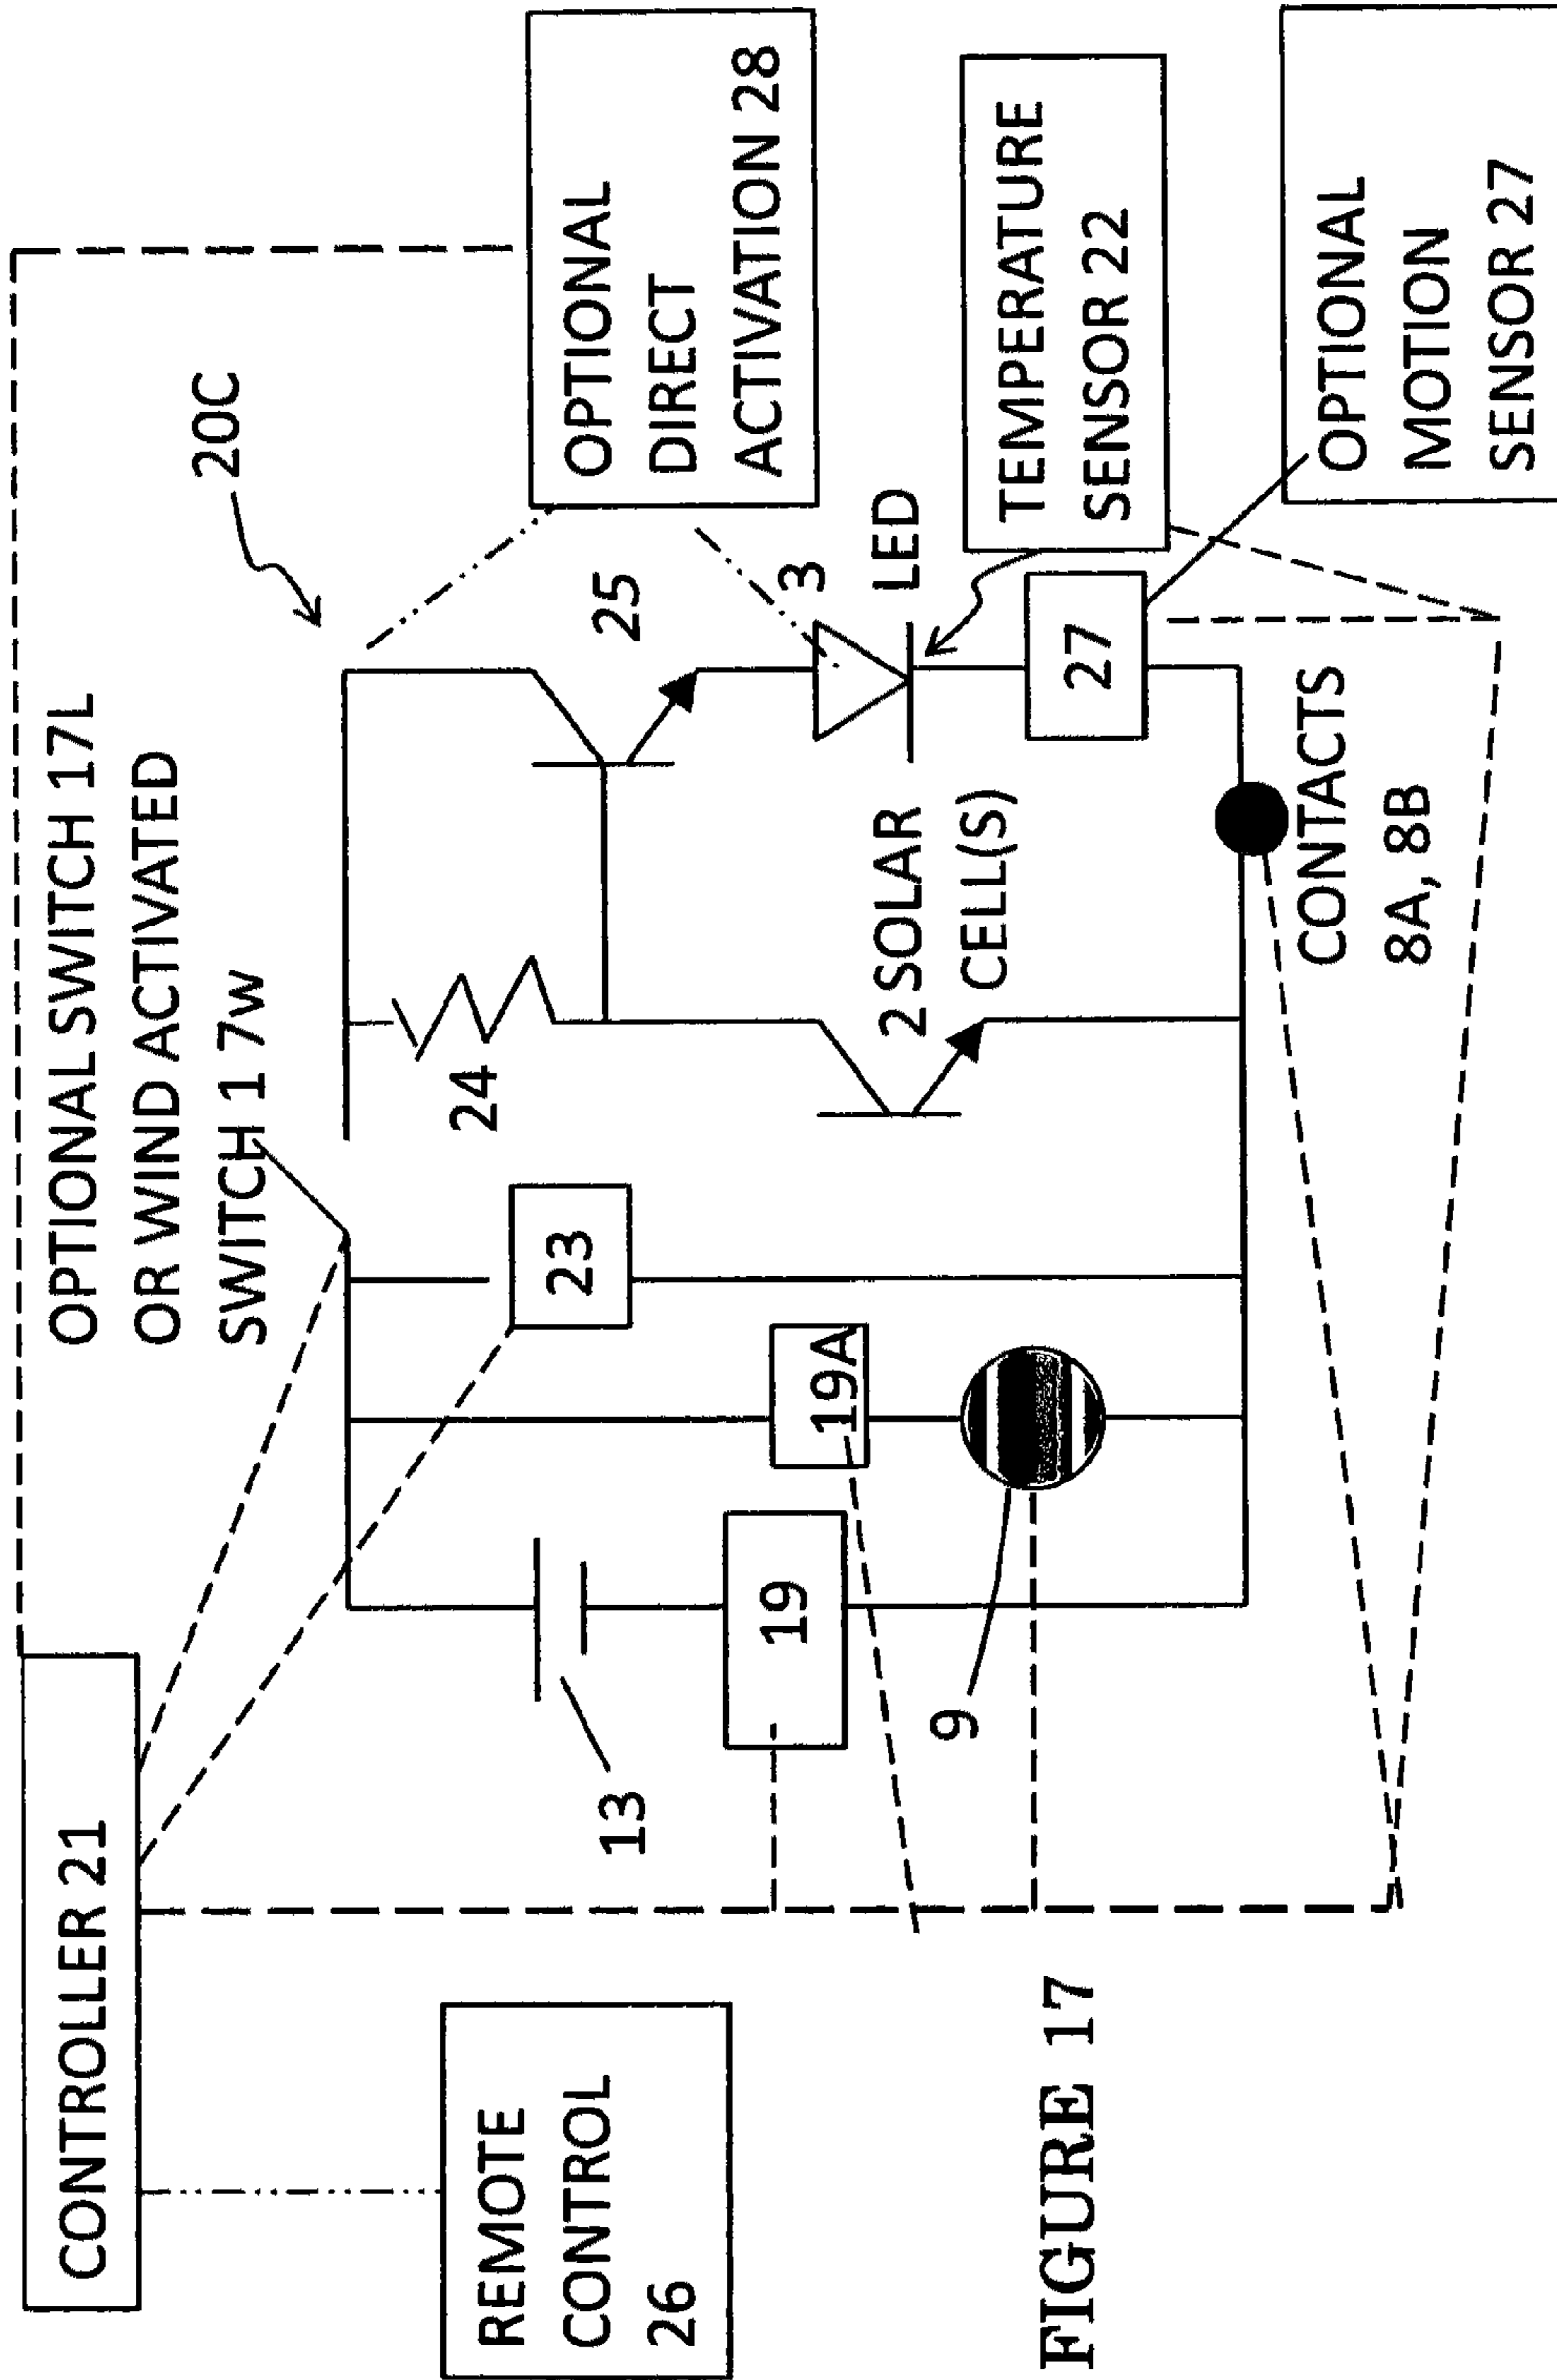 CONTROLLER 21
REMOTE
CONTROL
26
OPTIONAL SWITCH 17L
OR WIND ACTIVATED
SWITCH 1 7w
20C
OPTIONAL
DIRECT
ACTIVATION 28
13
19
19A
9
23
24
25
2 SOLAR
CELL(S)
3
LED
TEMPERATURE
SENSOR 22
27
CONTACTS
8A, 8B
OPTIONAL
MOTION
SENSOR 27
FIGURE 17